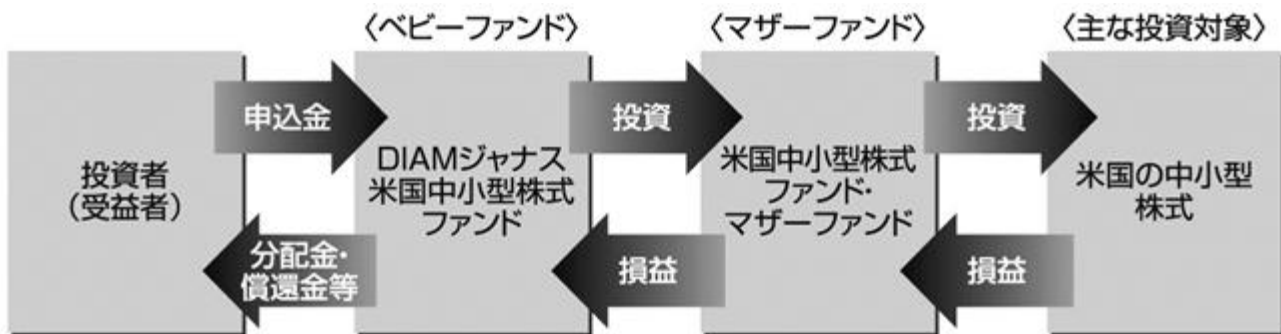 〈ベビーファンド〉
〈マザーファンド〉
〈主な投資対象〉
申込金
投資
投資
投資者
(受益者)
DIAMジャナス
米国中小型株式
ファンド
米国中小型株式
ファンド・
マザーファンド
米国の中小型
株式
分配金・
償還金等
損益
損益